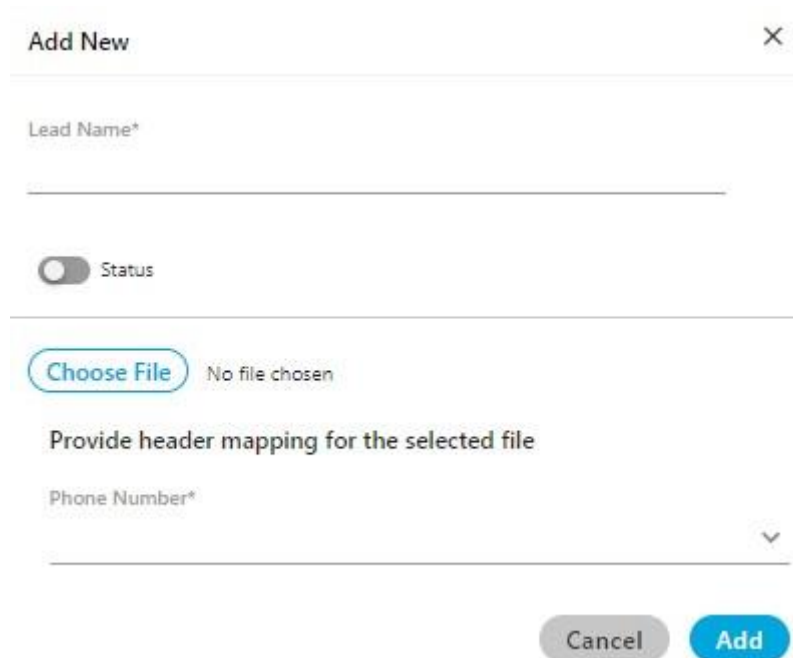 Add New
Lead Name*
Status
Choose File No file chosen
Provide header mapping for the selected file
Phone Number*
Cancel Add